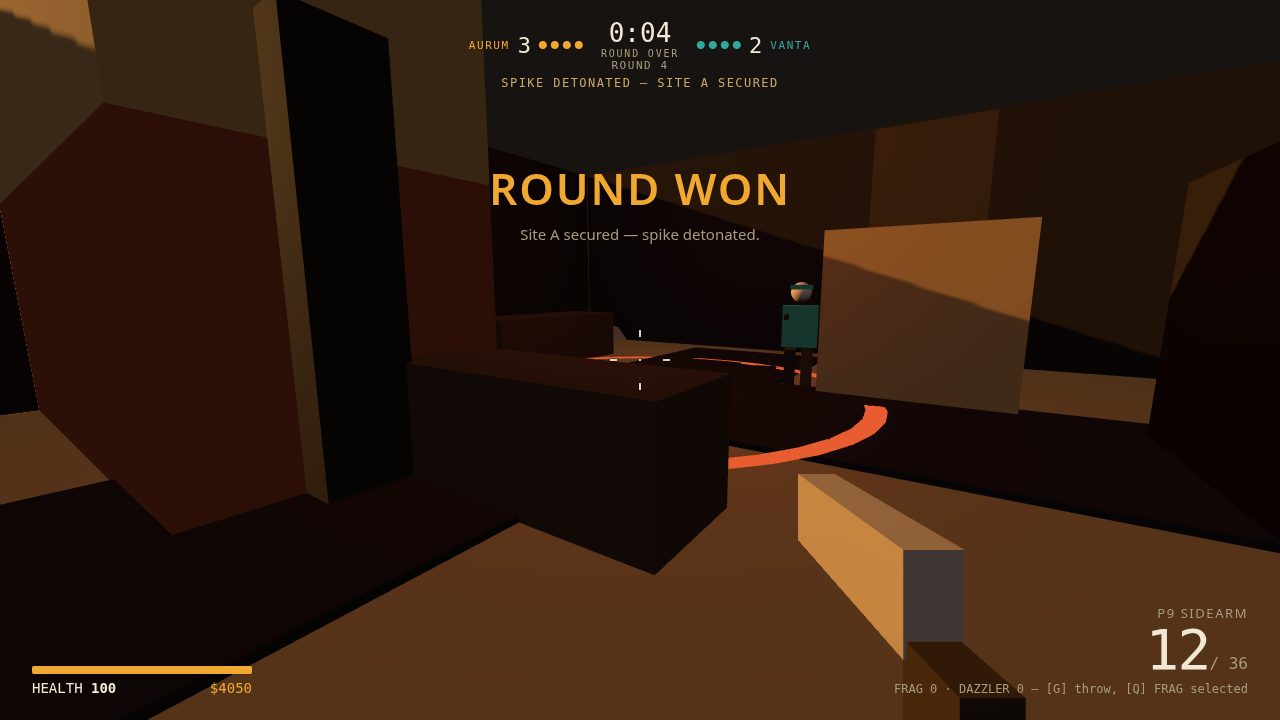 AURUM 3 0:04 2 VANTA
ROUND OVER
ROUND 4
SPIKE DETONATED — SITE A SECURED
ROUND WON
Site A secured — spike detonated.
P9 SIDEARM
12 / 36
HEALTH 100 $4050
FRAG 0 · DAZZLER 0 — [G] throw, [Q] FRAG selected